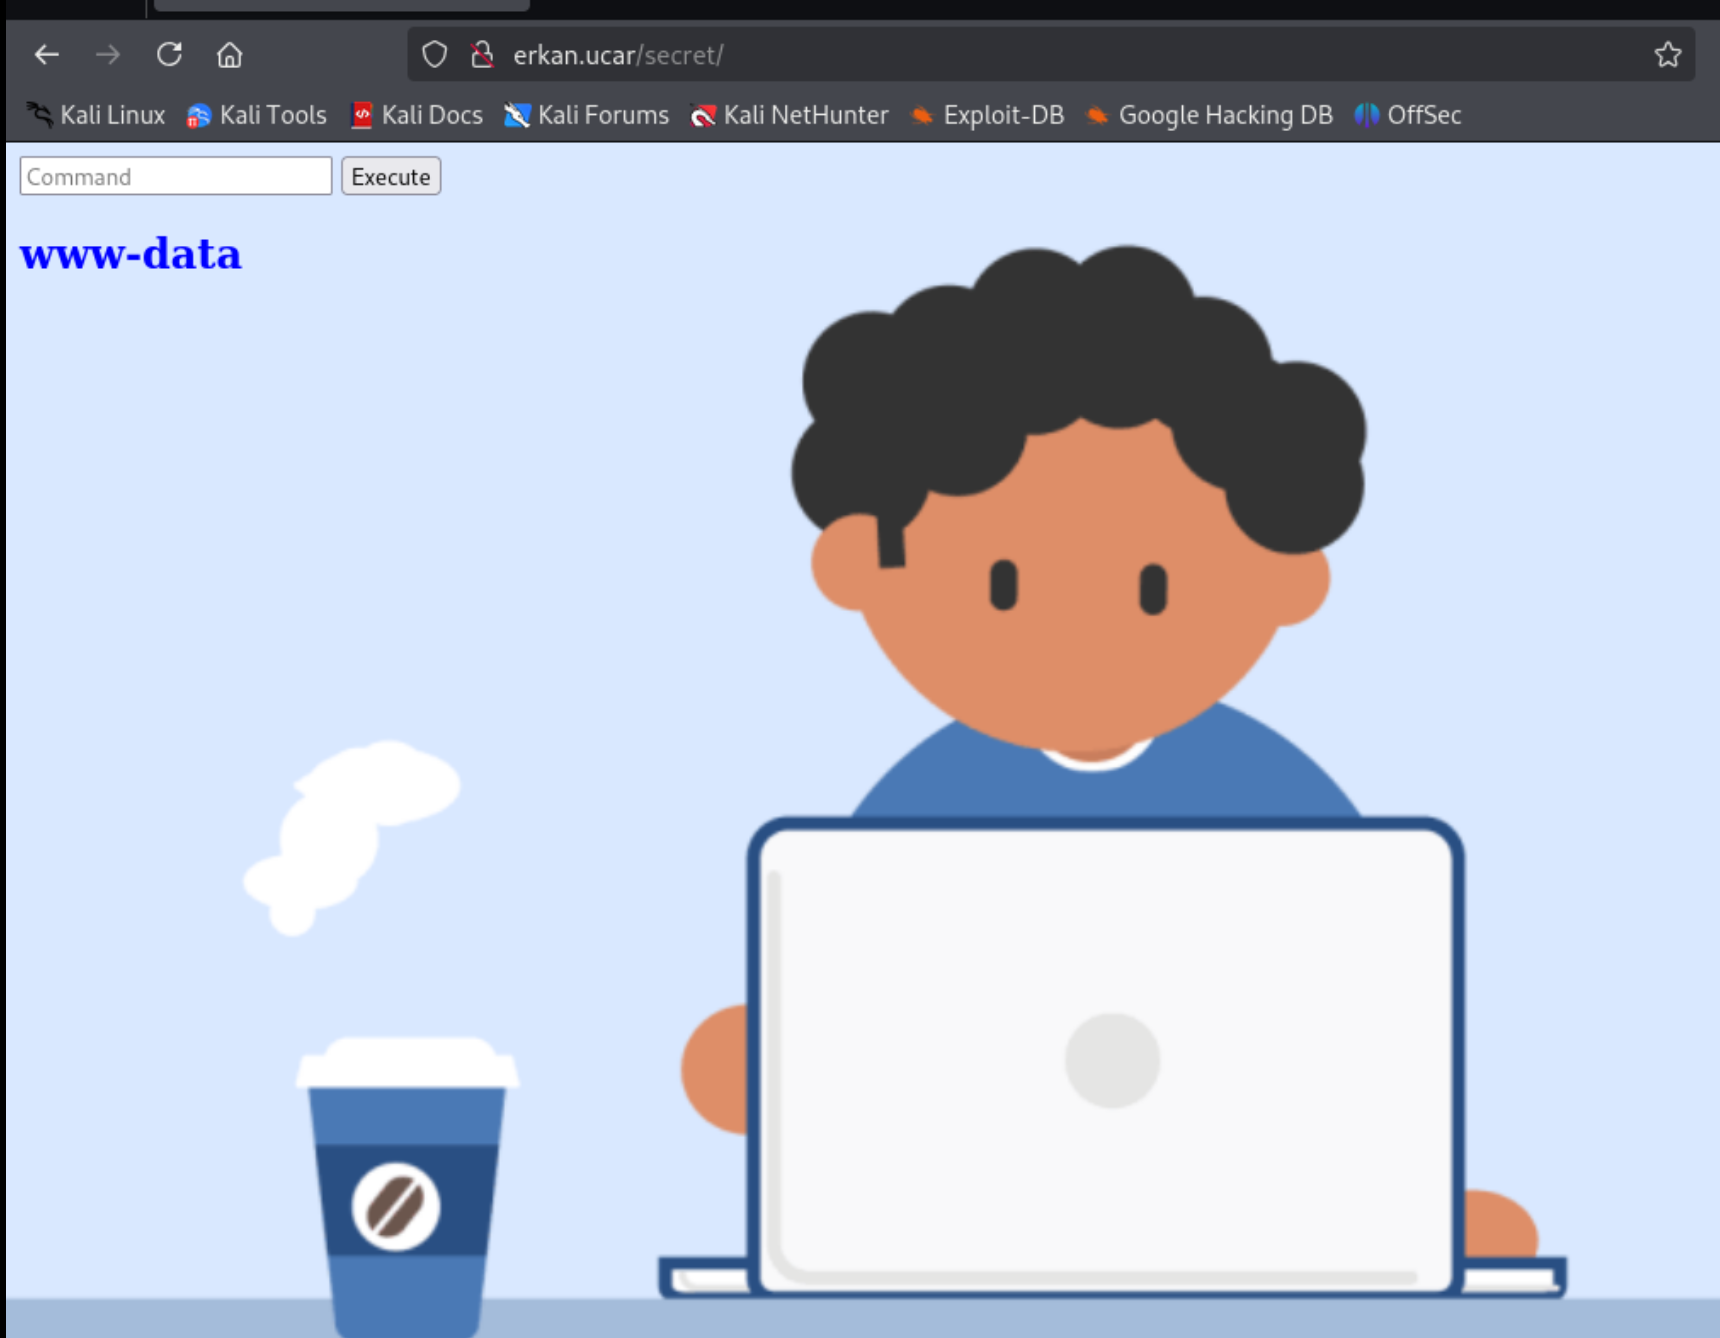 erkan.ucar/secret/
Kali Linux Kali Tools Kali Docs Kali Forums Kali NetHunter Exploit-DB Google Hacking DB OffSec
Command Execute
www-data